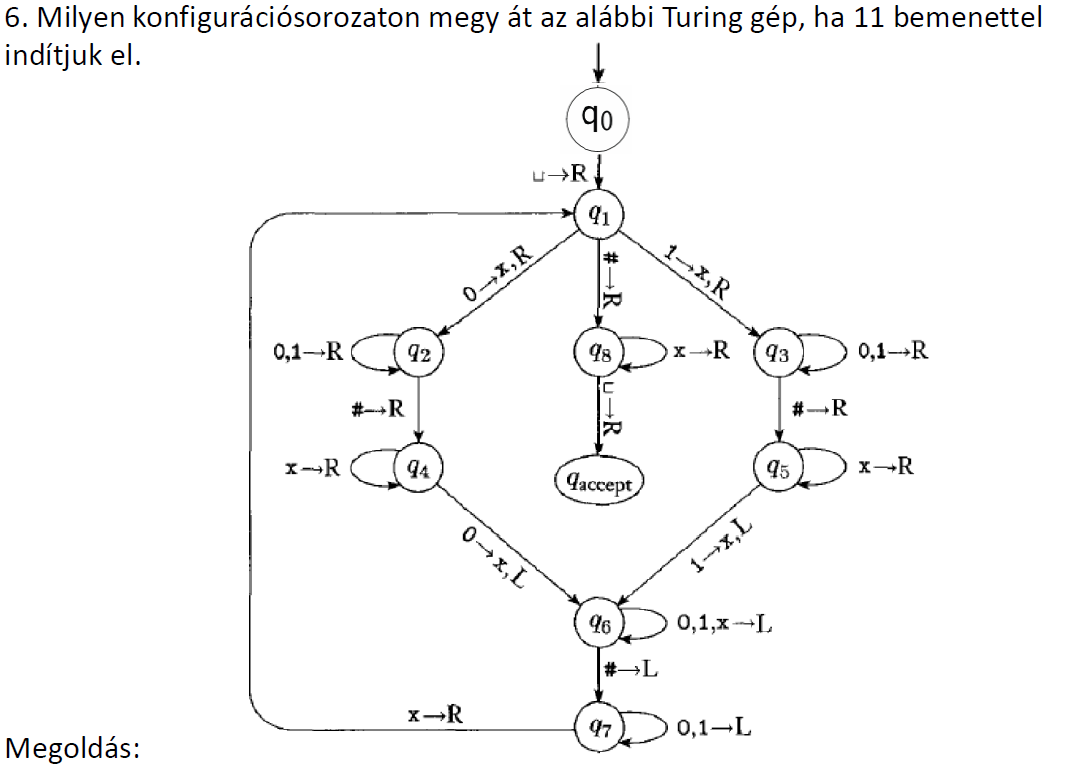 6. Milyen konfigurációsorozaton megy át az alábbi Turing gép, ha 11 bemenettel
indítjuk el.
q0
⊔→R
q1
0→x,R
#→R
1→x,R
0,1→R
q2
q8
x→R
q3
0,1→R
#→R
⊔→R
#→R
x→R
q4
qaccept
q5
x→R
0→x,L
1→x,L
q6
0,1,x→L
#→L
x→R
q7
0,1→L
Megoldás: